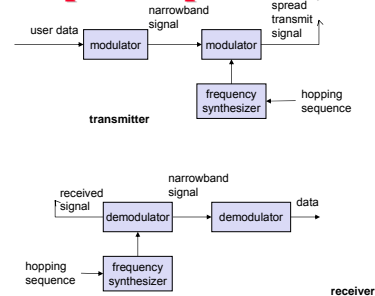 narrowband
signal
spread
transmit
signal
user data
modulator
modulator
frequency
synthesizer
hopping
sequence
transmitter
received
signal
narrowband
signal
data
demodulator
demodulator
hopping
sequence
frequency
synthesizer
receiver